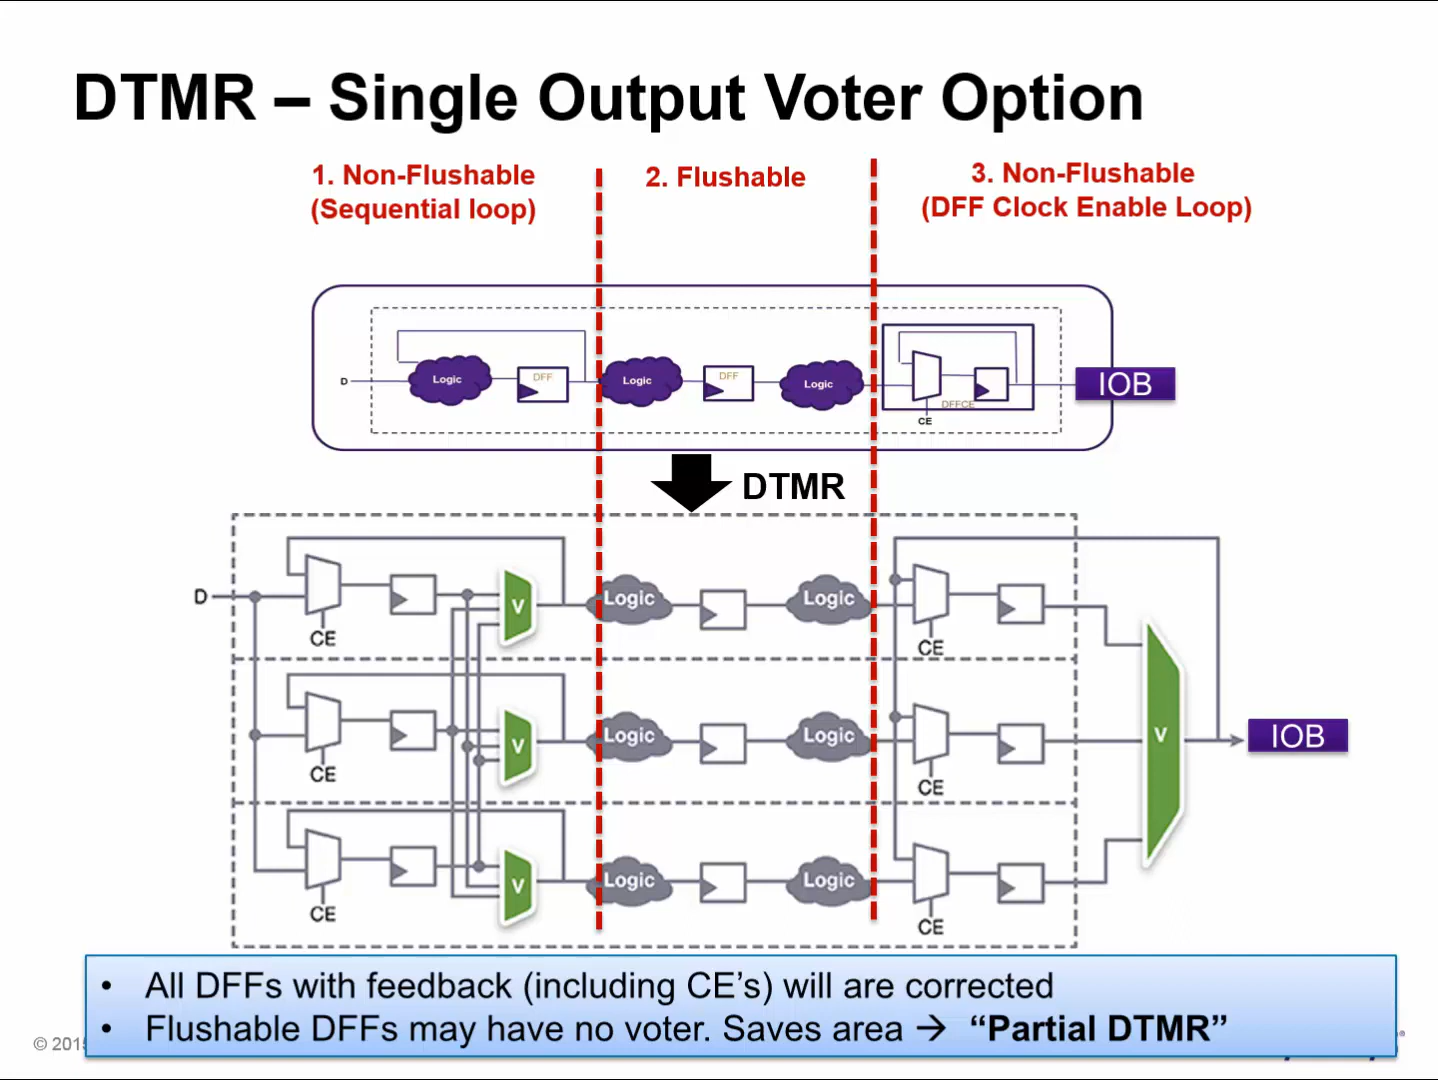 DTMR – Single Output Voter Option
1. Non-Flushable
(Sequential loop)
2. Flushable
3. Non-Flushable
(DFF Clock Enable Loop)
D
Logic
DFF
Logic
DFF
Logic
DFFCE
CE
IOB
DTMR
D
CE
V
Logic
Logic
CE
CE
V
Logic
Logic
CE
V
IOB
CE
V
Logic
Logic
CE
• All DFFs with feedback (including CE’s) will are corrected
• Flushable DFFs may have no voter. Saves area → “Partial DTMR”
© 2015